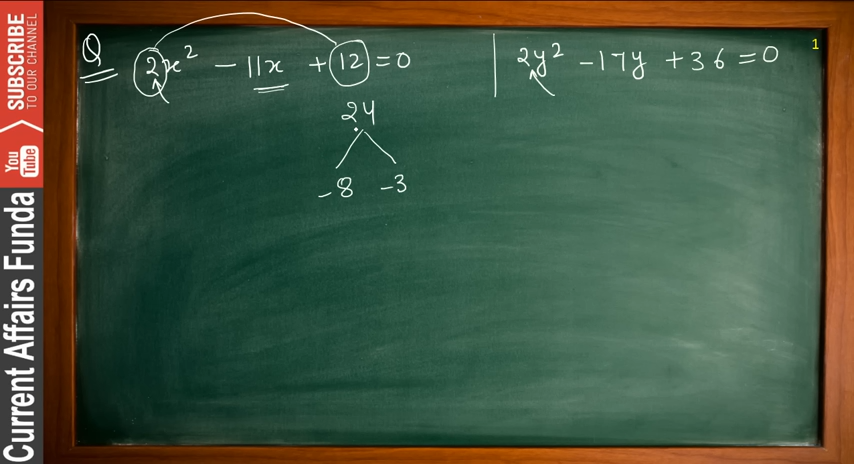 SUBSCRIBE
TO OUR CHANNEL
You Tube
Current Affairs Funda
Q 2x² - 11x + 12 = 0 | 2y² - 17y + 36 = 0
1
24
-8 -3